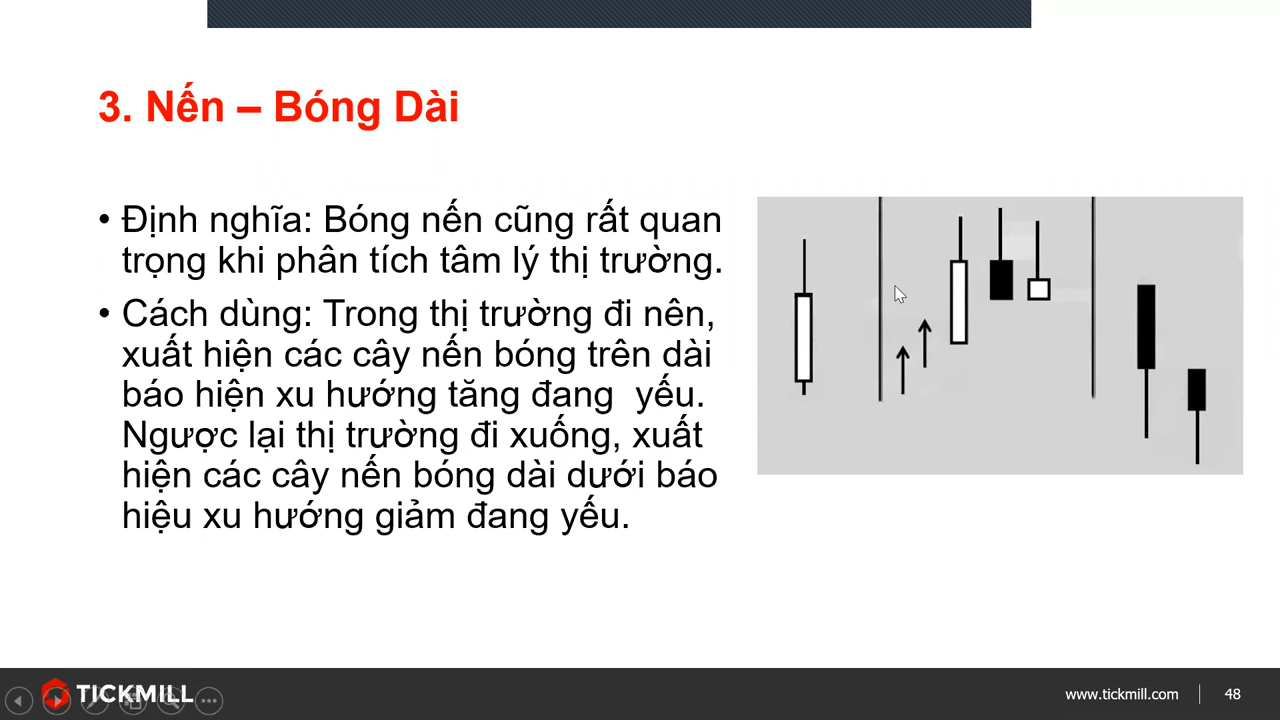 3. Nến – Bóng Dài
• Định nghĩa: Bóng nến cũng rất quan
trọng khi phân tích tâm lý thị trường.
• Cách dùng: Trong thị trường đi nên,
xuất hiện các cây nến bóng trên dài
báo hiện xu hướng tăng đang  yếu.
Ngược lại thị trường đi xuống, xuất
hiện các cây nến bóng dài dưới báo
hiệu xu hướng giảm đang yếu.
TICKMILL
www.tickmill.com
48